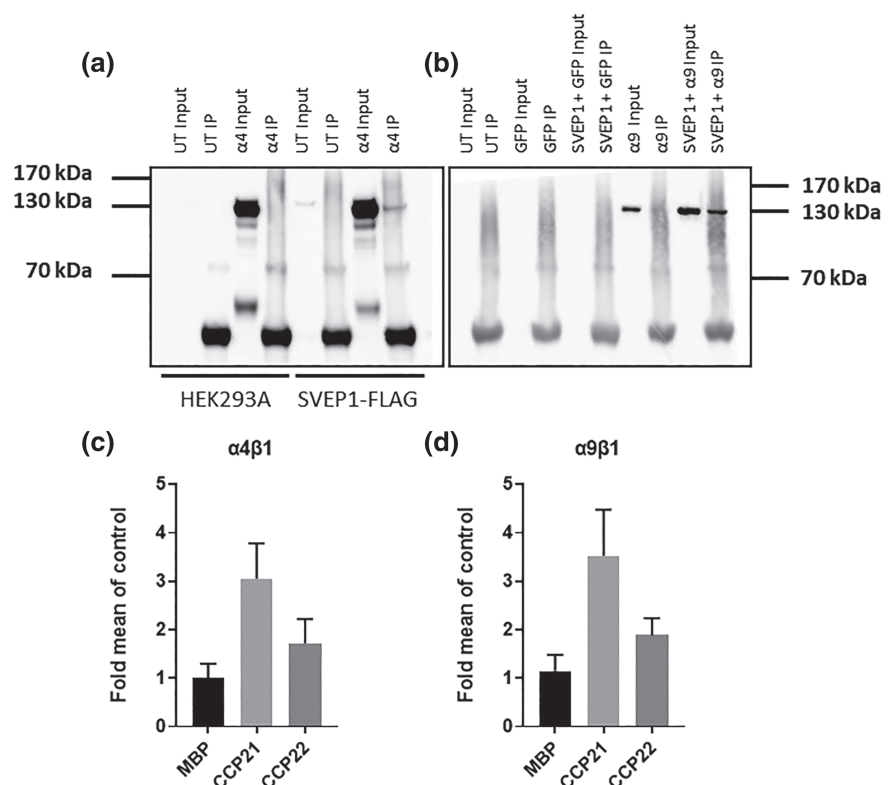 (a)
UT Input
UT IP
α4 Input
α4 IP
UT Input
UT IP
α4 Input
α4 IP
170 kDa
130 kDa
70 kDa
HEK293A
SVEP1-FLAG
(b)
UT Input
UT IP
GFP Input
GFP IP
SVEP1+ GFP Input
SVEP1+ GFP IP
α9 Input
α9 IP
SVEP1+ α9 Input
SVEP1+ α9 IP
170 kDa
130 kDa
70 kDa
(c)
α4β1
Fold mean of control
5
4
3
2
1
0
MBP
CCP21
CCP22
(d)
α9β1
Fold mean of control
5
4
3
2
1
0
MBP
CCP21
CCP22